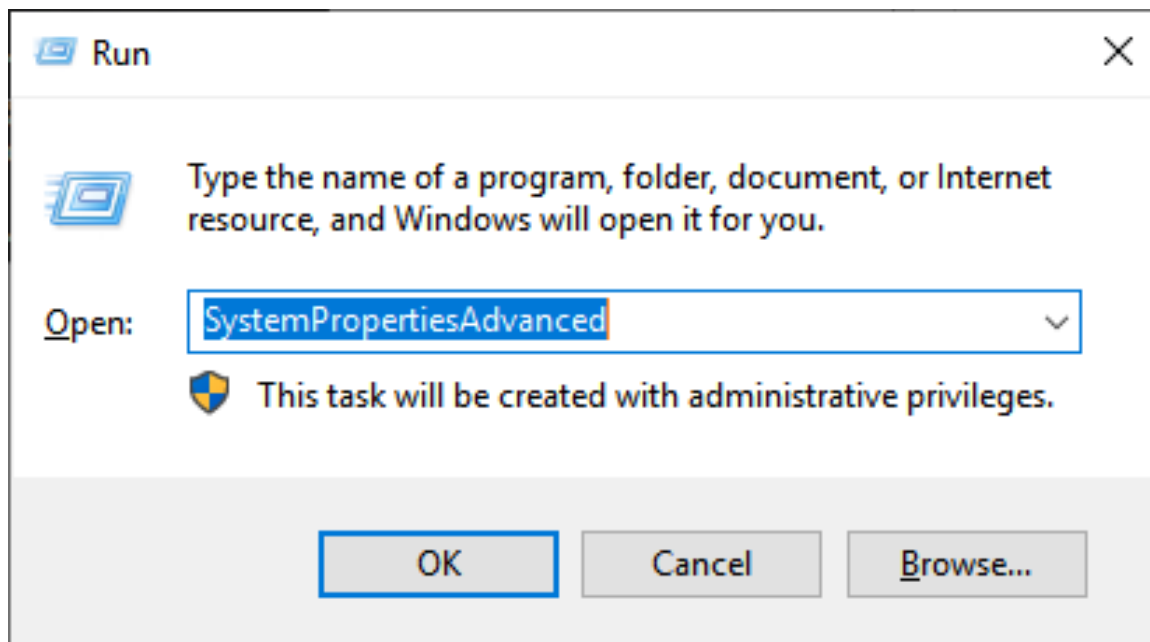 Run
Type the name of a program, folder, document, or Internet
resource, and Windows will open it for you.
Open: SystemPropertiesAdvanced
This task will be created with administrative privileges.
OK Cancel Browse...